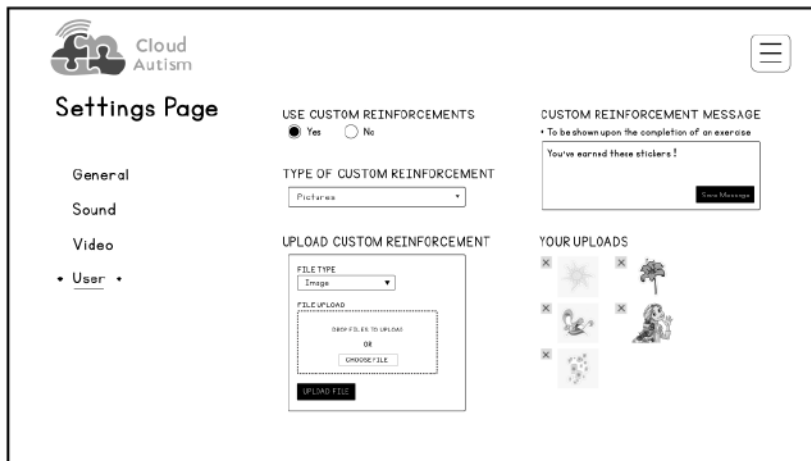 Cloud
Autism
Settings Page
General
Sound
Video
User
USE CUSTOM REINFORCEMENTS
Yes No
TYPE OF CUSTOM REINFORCEMENT
Pictures
UPLOAD CUSTOM REINFORCEMENT
FILE TYPE
Image
FILE UPLOAD
DROP FILES TO UPLOAD
OR
CHOOSE FILE
UPLOAD FILE
CUSTOM REINFORCEMENT MESSAGE
• To be shown upon the completion of an exercise
You've earned these stickers!
Save Message
YOUR UPLOADS